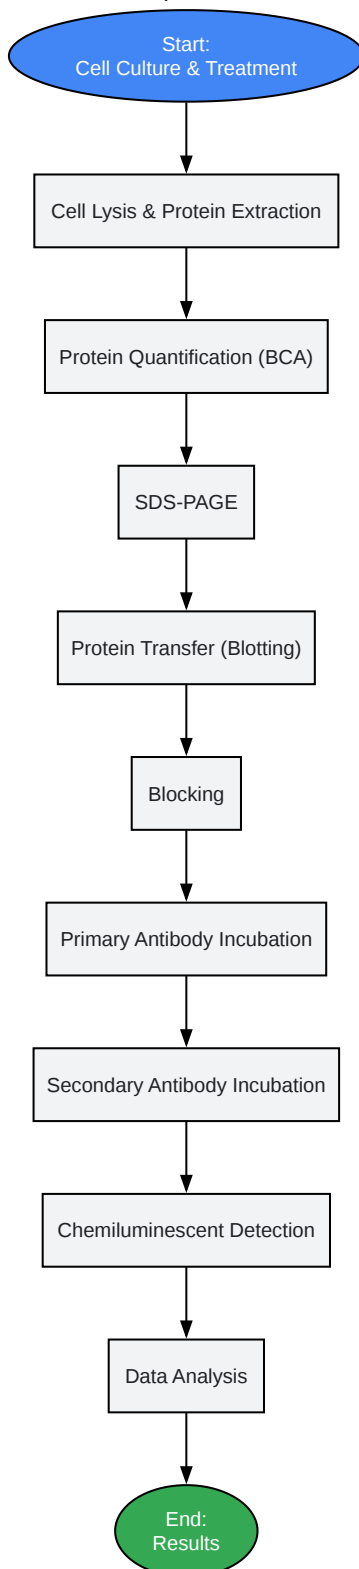 Start:
Cell Culture & Treatment
Cell Lysis & Protein Extraction
Protein Quantification (BCA)
SDS-PAGE
Protein Transfer (Blotting)
Blocking
Primary Antibody Incubation
Secondary Antibody Incubation
Chemiluminescent Detection
Data Analysis
End:
Results